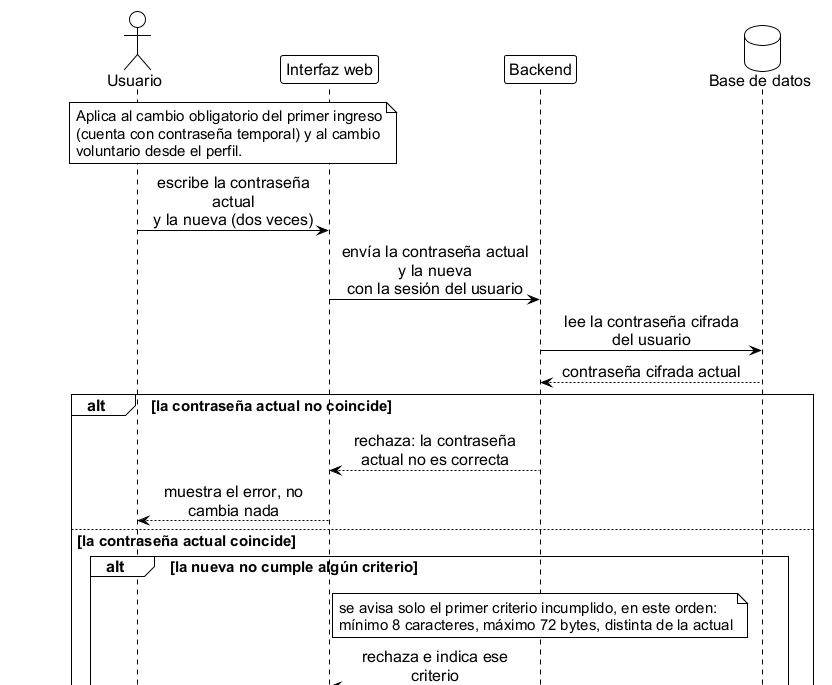 Usuario
Interfaz web
Backend
Base de datos
Aplica al cambio obligatorio del primer ingreso
(cuenta con contraseña temporal) y al cambio
voluntario desde el perfil.
escribe la contraseña
actual
y la nueva (dos veces)
envía la contraseña actual
y la nueva
con la sesión del usuario
lee la contraseña cifrada
del usuario
contraseña cifrada actual
alt [la contraseña actual no coincide]
rechaza: la contraseña
actual no es correcta
muestra el error, no
cambia nada
[la contraseña actual coincide]
alt [la nueva no cumple algún criterio]
se avisa solo el primer criterio incumplido, en este orden:
mínimo 8 caracteres, máximo 72 bytes, distinta de la actual
rechaza e indica ese
criterio